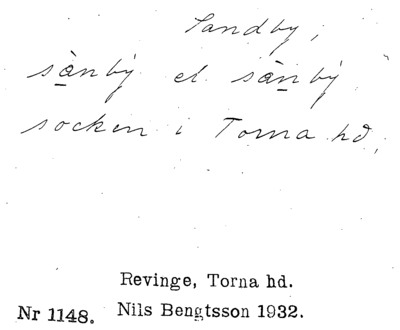 Sandby,
sànby el sànby
socken i Torna hd.
Revinge, Torna hd.
Nr 1148. Nils Bengtsson 1932.